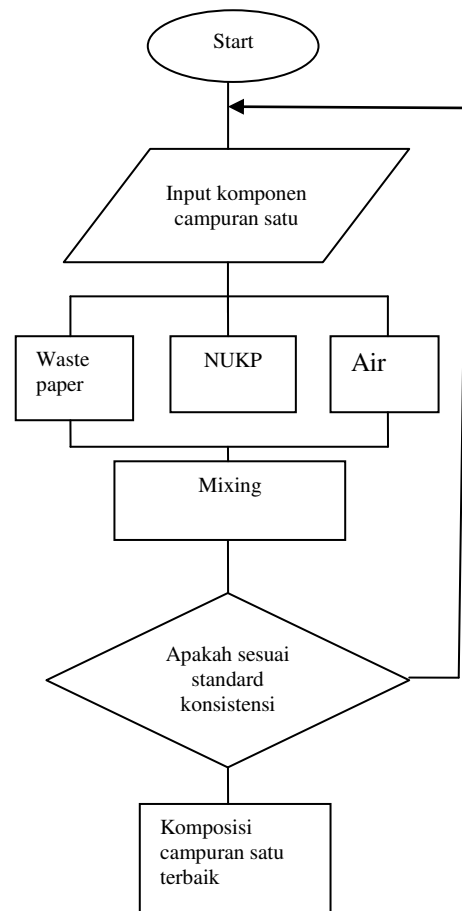 Start
Input komponen
campuran satu
Waste
paper
NUKP
Air
Mixing
Apakah sesuai
standard
konsistensi
Komposisi
campuran satu
terbaik